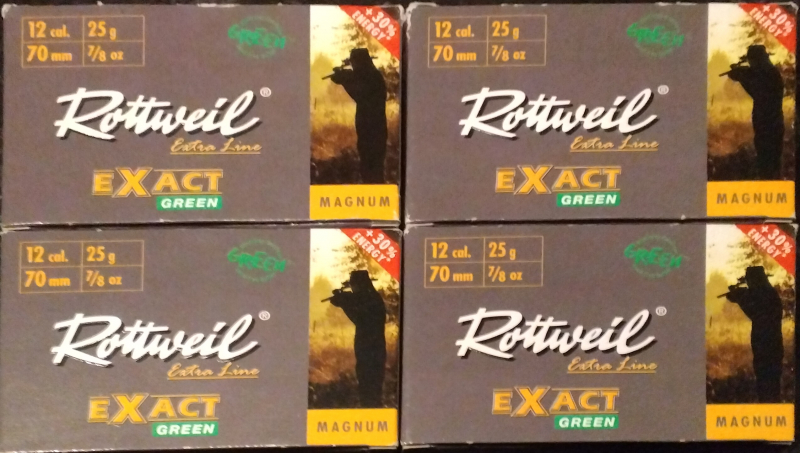 12 cal. 25 g
70 mm 7/8 oz
GREEN
+30%
ENERGY*
Rottweil®
Extra Line
EXACT
GREEN
MAGNUM
12 cal. 25 g
70 mm 7/8 oz
GREEN
+30%
ENERGY*
Rottweil®
Extra Line
EXACT
GREEN
MAGNUM
12 cal. 25 g
70 mm 7/8 oz
GREEN
+30%
ENERGY*
Rottweil®
Extra Line
EXACT
GREEN
MAGNUM
12 cal. 25 g
70 mm 7/8 oz
GREEN
+30%
ENERGY*
Rottweil®
Extra Line
EXACT
GREEN
MAGNUM